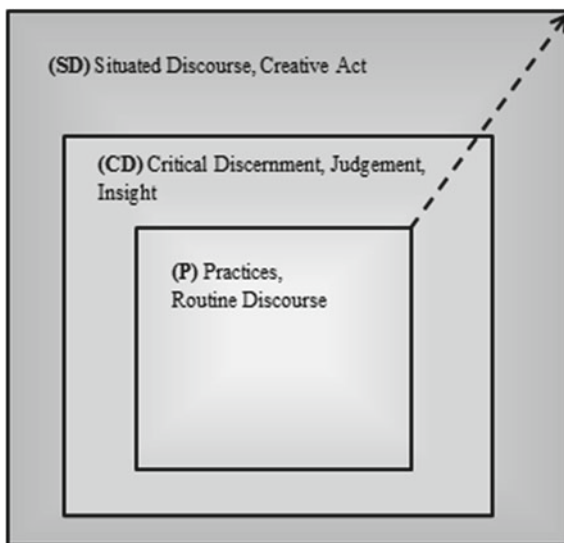 (SD) Situated Discourse, Creative Act
(CD) Critical Discernment, Judgement,
Insight
(P) Practices,
Routine Discourse